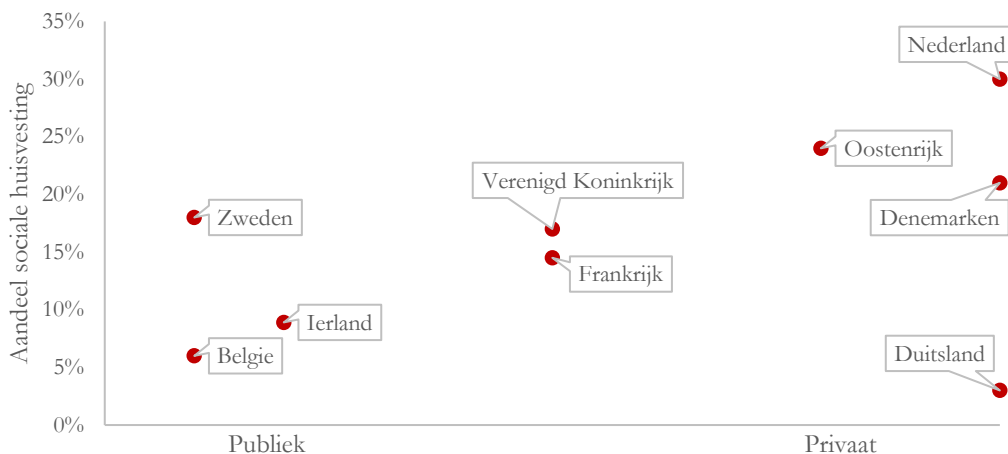 Aandeel sociale huisvesting
35%
30%
25%
20%
15%
10%
5%
0%
Nederland
Oostenrijk
Verenigd Koninkrijk
Zweden
Denemarken
Frankrijk
Ierland
Belgie
Duitsland
Publiek
Privaat